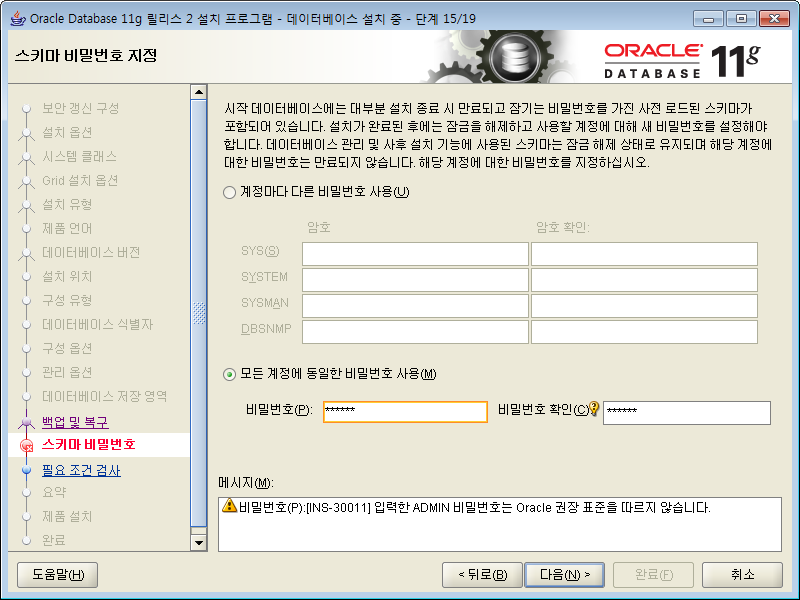 Oracle Database 11g 릴리스 2 설치 프로그램 - 데이터베이스 설치 중 - 단계 15/19
스키마 비밀번호 지정
ORACLE
DATABASE 11g
보안 갱신 구성
설치 옵션
시스템 클래스
Grid 설치 옵션
설치 유형
제품 언어
데이터베이스 버전
설치 위치
구성 유형
데이터베이스 식별자
구성 옵션
관리 옵션
데이터베이스 저장 영역
백업 및 복구
스키마 비밀번호
필요 조건 검사
요약
제품 설치
완료
시작 데이터베이스에는 대부분 설치 종료 시 만료되고 잠기는 비밀번호를 가진 사전 로드된 스키마가
포함되어 있습니다. 설치가 완료된 후에는 잠금을 해제하고 사용할 계정에 대해 새 비밀번호를 설정해야
합니다. 데이터베이스 관리 및 사후 설치 기능에 사용된 스키마는 잠금 해제 상태로 유지되며 해당 계정에
대한 비밀번호는 만료되지 않습니다. 해당 계정에 대한 비밀번호를 지정하십시오.
계정마다 다른 비밀번호 사용(U)
암호 암호 확인:
SYS(S)
SYSTEM
SYSMAN
DBSNMP
모든 계정에 동일한 비밀번호 사용(M)
비밀번호(P): ****** 비밀번호 확인(C) ******
메시지(M):
비밀번호(P):[INS-30011] 입력한 ADMIN 비밀번호는 Oracle 권장 표준을 따르지 않습니다.
도움말(H) < 뒤로(B) 다음(N) > 완료(F) 취소